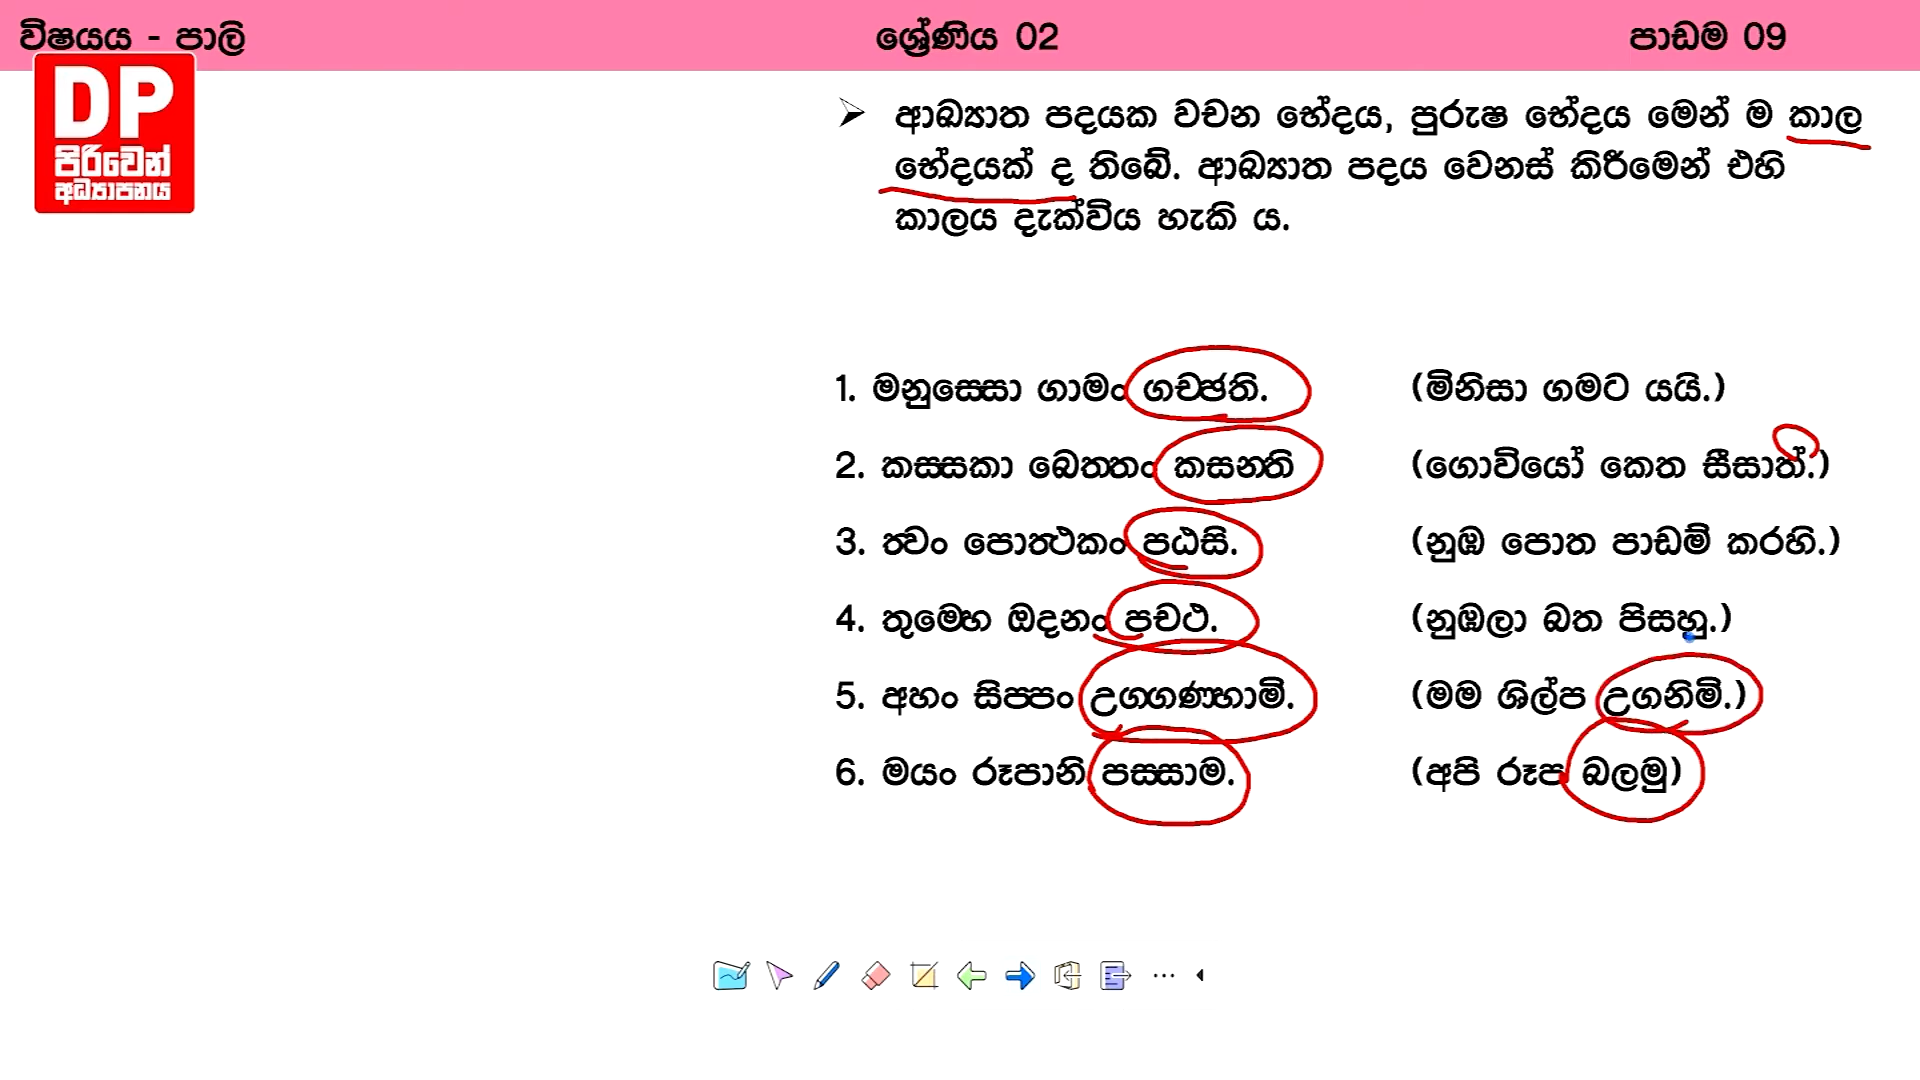 විෂයය - පාලි
ශ්‍රේණිය 02
පාඩම 09
DP
පිරිවෙන්
අධ්‍යාපනය
➢ ආඛ්‍යාත පදයක වචන භේදය, පුරුෂ භේදය මෙන් ම කාල
භේදයක් ද තිබේ. ආඛ්‍යාත පදය වෙනස් කිරීමෙන් එහි
කාලය දැක්විය හැකි ය.
1. මනුස්සො ගාමං ගච්ඡති. (මිනිසා ගමට යයි.)
2. කස්සකා ඛෙත්තං කසන්ති (ගොවියෝ කෙත සීසාත්.)
3. ත්වං පොත්ථකං පඨසි. (නුඹ පොත පාඩම් කරහි.)
4. තුම්හෙ ඔදනං පචථ. (නුඹලා බත පිසහු.)
5. අහං සිප්පං උග්ගණ්හාමි. (මම ශිල්ප උගනිමි.)
6. මයං රූපානි පස්සාම. (අපි රූප බලමු)